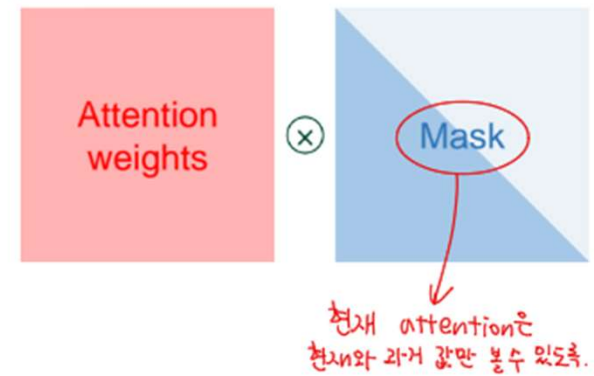 Attention
weights
Mask
현재 attention은
현재와 과거 값만 볼 수 있도록.